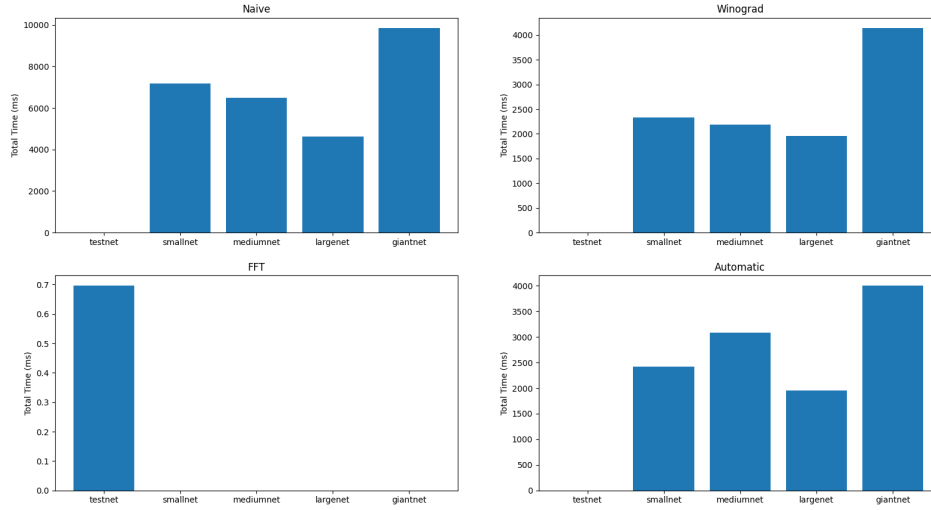 Naive
Total Time (ms)
10000
8000
6000
4000
2000
0
testnet smallnet mediumnet largenet giantnet
Winograd
Total Time (ms)
4000
3500
3000
2500
2000
1500
1000
500
0
testnet smallnet mediumnet largenet giantnet
FFT
Total Time (ms)
0.7
0.6
0.5
0.4
0.3
0.2
0.1
0.0
testnet smallnet mediumnet largenet giantnet
Automatic
Total Time (ms)
4000
3500
3000
2500
2000
1500
1000
500
0
testnet smallnet mediumnet largenet giantnet